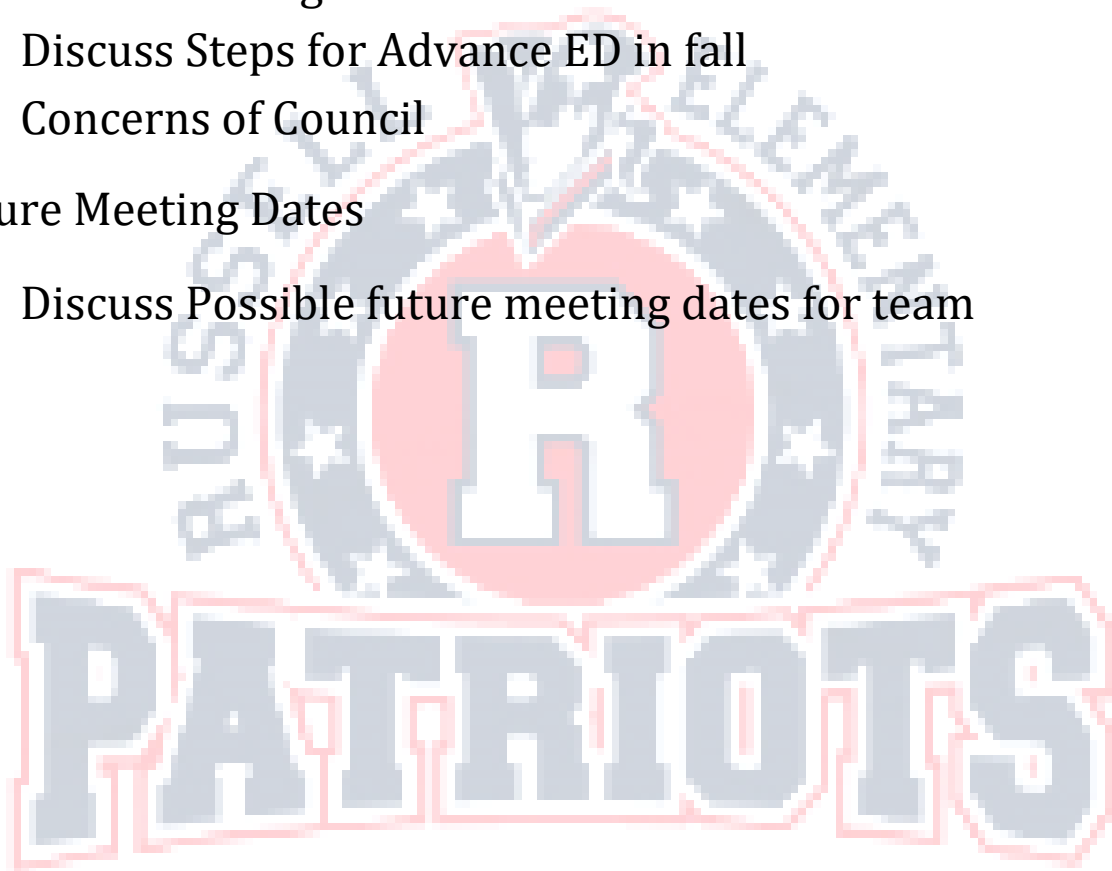 Discuss Steps for Advance ED in fall
Concerns of Council
ure Meeting Dates
Discuss Possible future meeting dates for team
RUSSELL ELEMENTARY
R
PATRIOTS